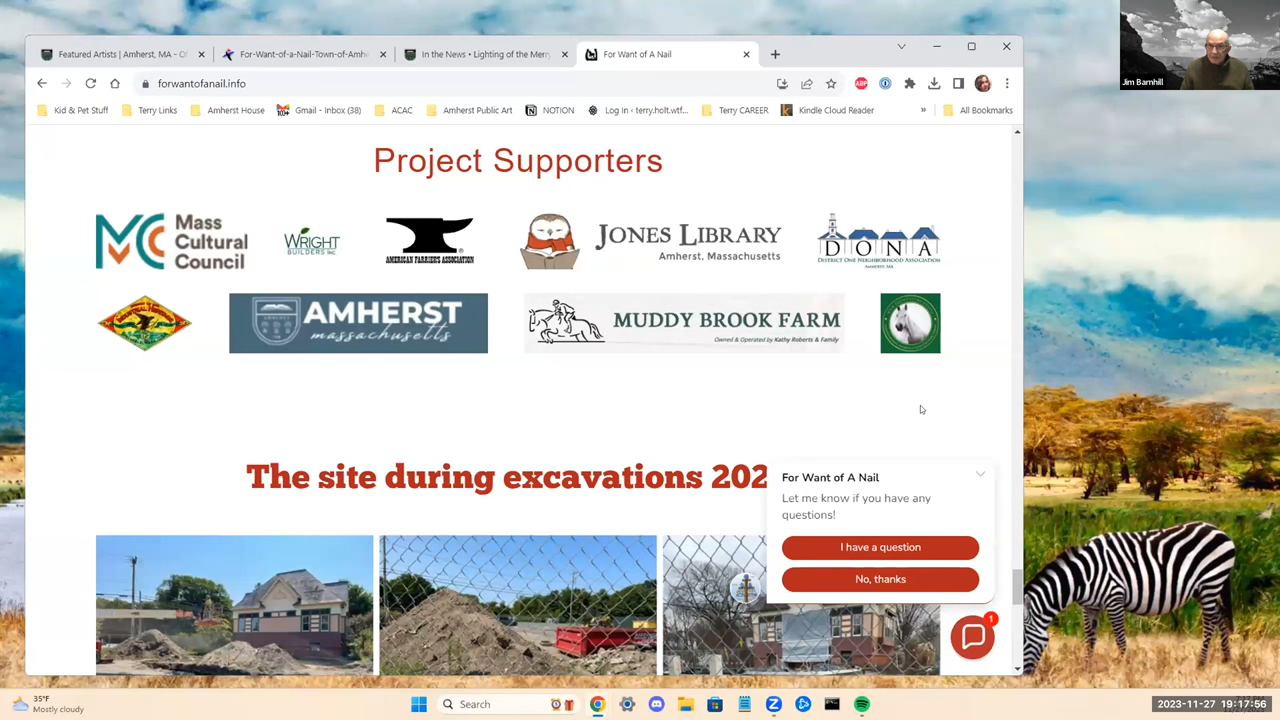 Featured Artists | Amherst, MA - Of
For-Want-of-a-Nail-Town-of-Amhe
In the News • Lighting of the Merry
For Want of A Nail
forwantofanail.info
Kid & Pet Stuff
Terry Links
Amherst House
Gmail - Inbox (38)
ACAC
Amherst Public Art
NOTION
Log In ‹ terry.holt.wtf...
Terry CAREER
Kindle Cloud Reader
»
All Bookmarks
Jim Barnhill
Project Supporters
Mass
Cultural
Council
WRIGHT
BUILDERS INC
AMERICAN FARRIER'S ASSOCIATION
JONES LIBRARY
Amherst, Massachusetts
DONA
DISTRICT ONE NEIGHBORHOOD ASSOCIATION
AMHERST, MA
AMHERST
massachusetts
MUDDY BROOK FARM
Owned & Operated by Kathy Roberts & Family
The site during excavations 202
For Want of A Nail
Let me know if you have any
questions!
I have a question
No, thanks
1
35°F
Mostly cloudy
Search
2023-11-27 19:17:56